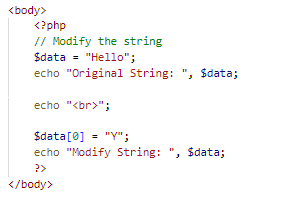 <body>
<?php
// Modify the string
$data = "Hello";
echo "Original String: ", $data;
echo "<br>";
$data[0] = "Y";
echo "Modify String: ", $data;
?>
</body>